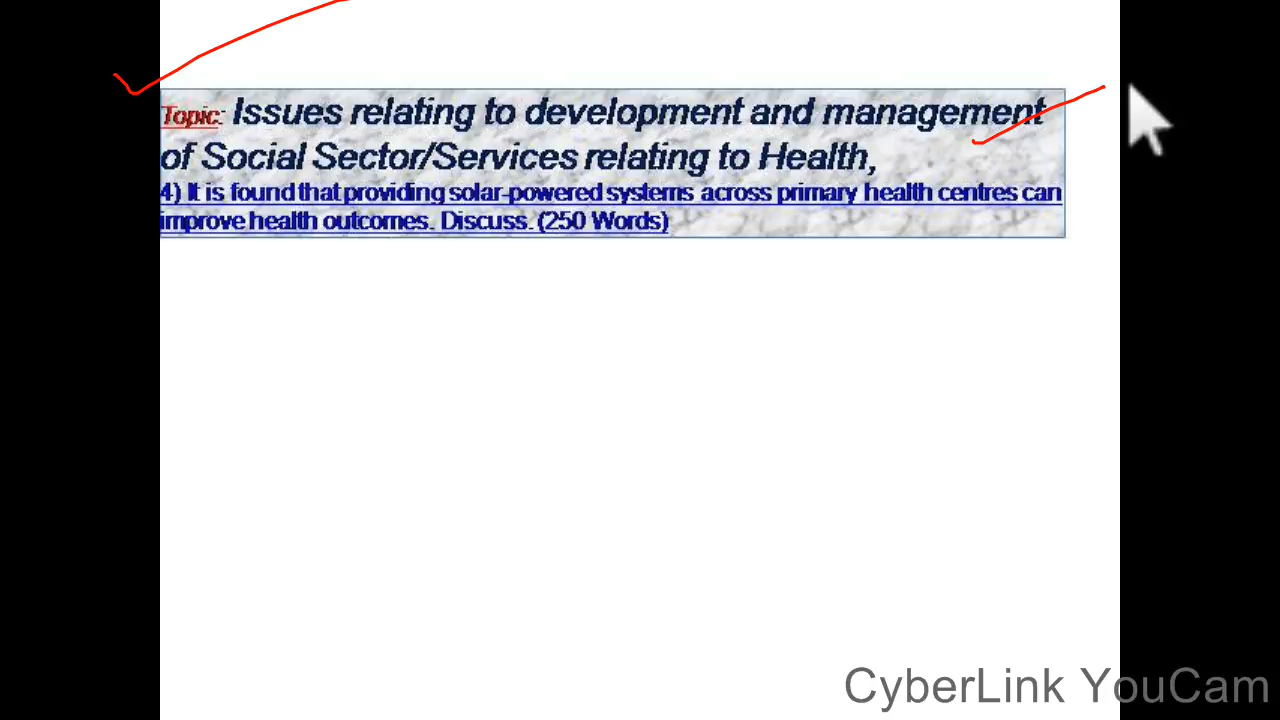 Topic: Issues relating to development and management
of Social Sector/Services relating to Health,
4) It is found that providing solar-powered systems across primary health centres can
improve health outcomes. Discuss. (250 Words)
CyberLink YouCam